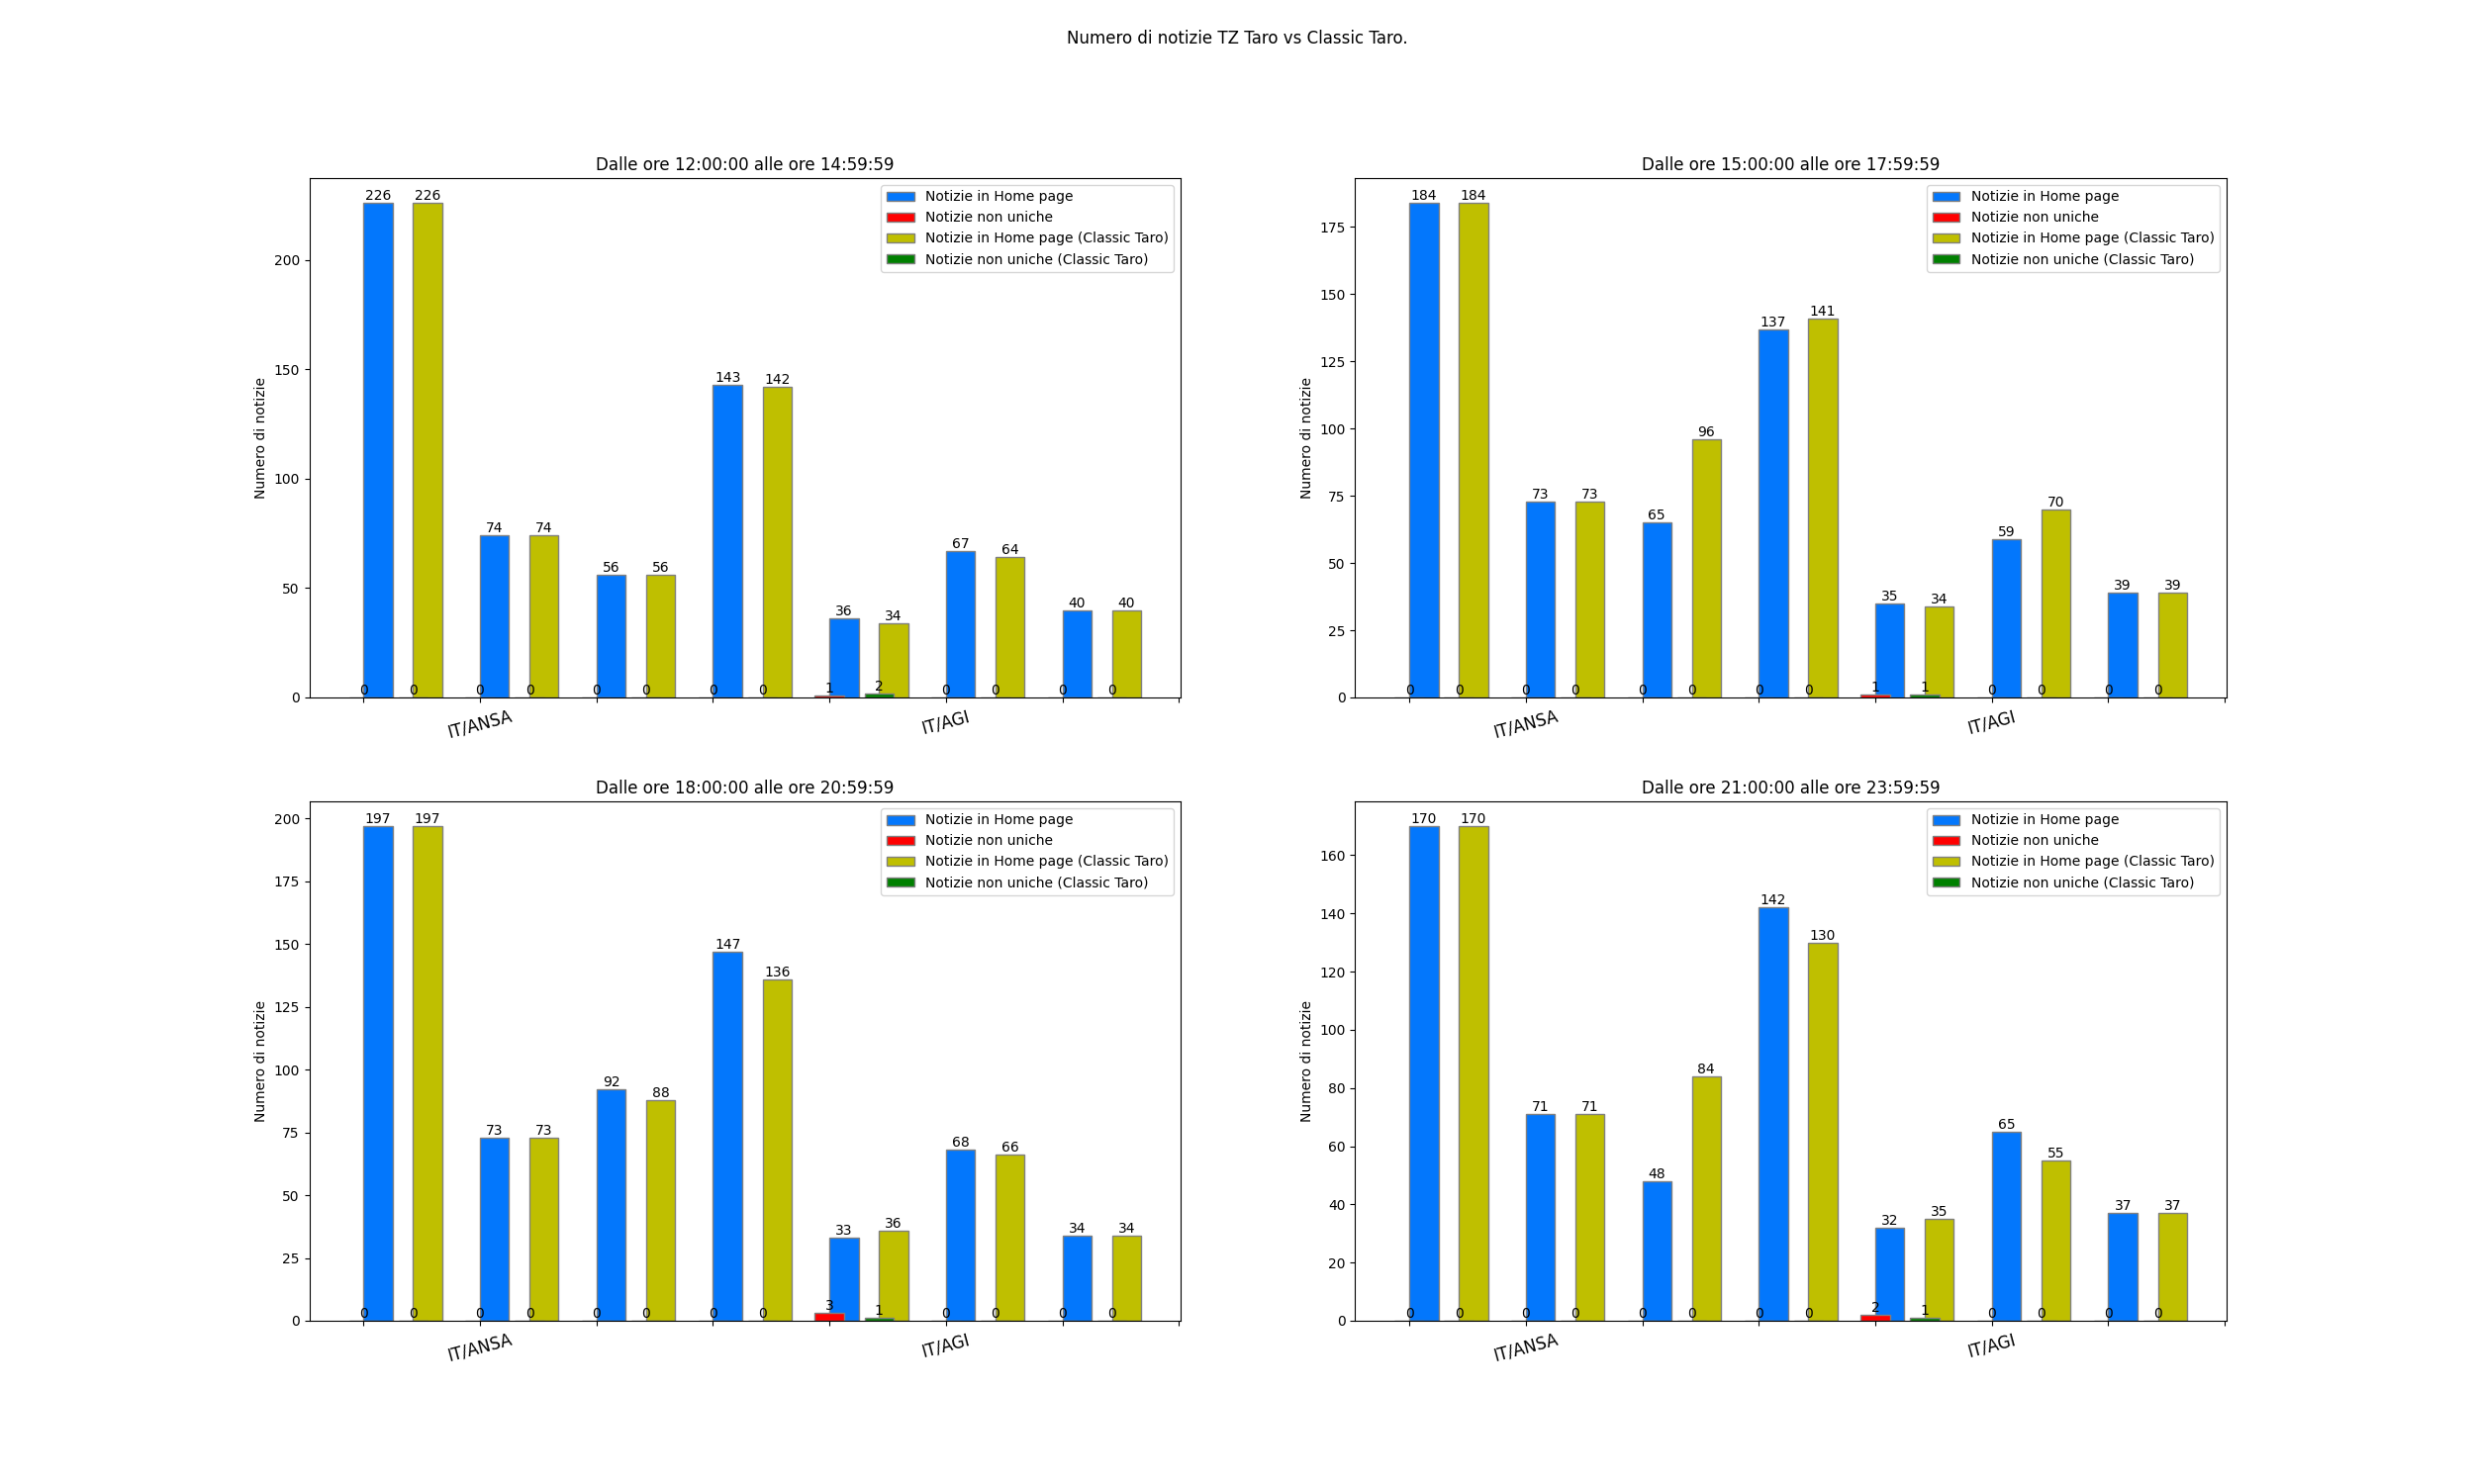 Numero di notizie TZ Taro vs Classic Taro.
Dalle ore 12:00:00 alle ore 14:59:59
Numero di notizie
200
150
100
50
0
226 226
74 74
56 56
143 142
36 34
67 64
40 40
0 0 0 0 0 0 0 0 1 2 0 0 0 0
IT/ANSA IT/AGI
Notizie in Home page
Notizie non uniche
Notizie in Home page (Classic Taro)
Notizie non uniche (Classic Taro)
Dalle ore 15:00:00 alle ore 17:59:59
Numero di notizie
175
150
125
100
75
50
25
0
184 184
73 73
65 96
137 141
35 34
59 70
39 39
0 0 0 0 0 0 0 0 1 1 0 0 0 0
IT/ANSA IT/AGI
Notizie in Home page
Notizie non uniche
Notizie in Home page (Classic Taro)
Notizie non uniche (Classic Taro)
Dalle ore 18:00:00 alle ore 20:59:59
Numero di notizie
200
175
150
125
100
75
50
25
0
197 197
73 73
92 88
147 136
33 36
68 66
34 34
0 0 0 0 0 0 0 0 3 1 0 0 0 0
IT/ANSA IT/AGI
Notizie in Home page
Notizie non uniche
Notizie in Home page (Classic Taro)
Notizie non uniche (Classic Taro)
Dalle ore 21:00:00 alle ore 23:59:59
Numero di notizie
160
140
120
100
80
60
40
20
0
170 170
71 71
48 84
142 130
32 35
65 55
37 37
0 0 0 0 0 0 0 0 2 1 0 0 0 0
IT/ANSA IT/AGI
Notizie in Home page
Notizie non uniche
Notizie in Home page (Classic Taro)
Notizie non uniche (Classic Taro)